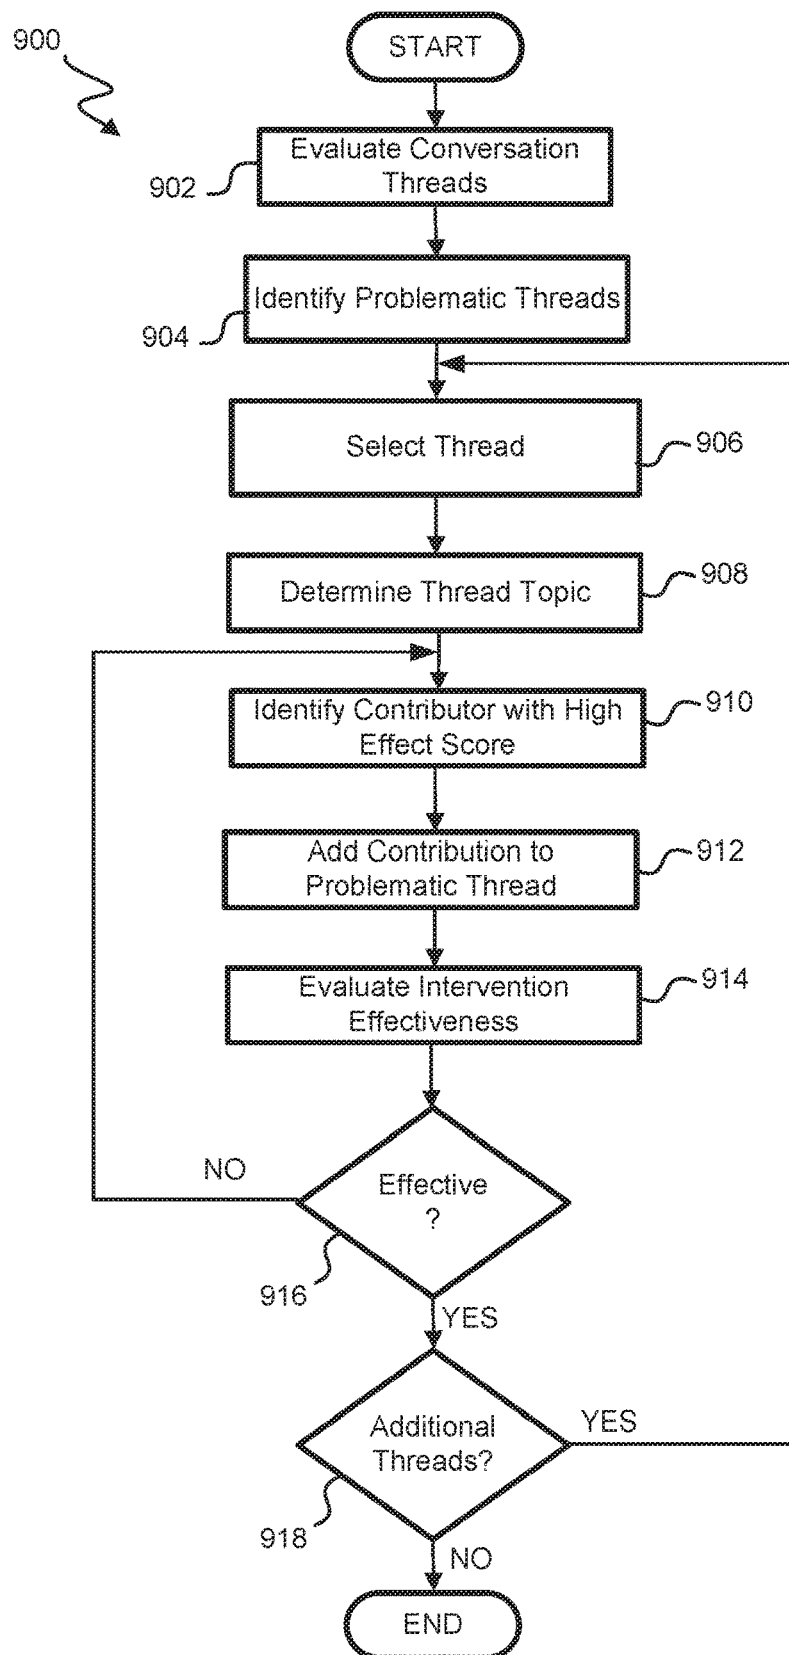 900
START
Evaluate Conversation
Threads
902
Identify Problematic Threads
904
Select Thread
906
Determine Thread Topic
908
Identify Contributor with High
Effect Score
910
Add Contribution to
Problematic Thread
912
Evaluate Intervention
Effectiveness
914
Effective
?
NO
916
YES
Additional
Threads?
YES
918
NO
END